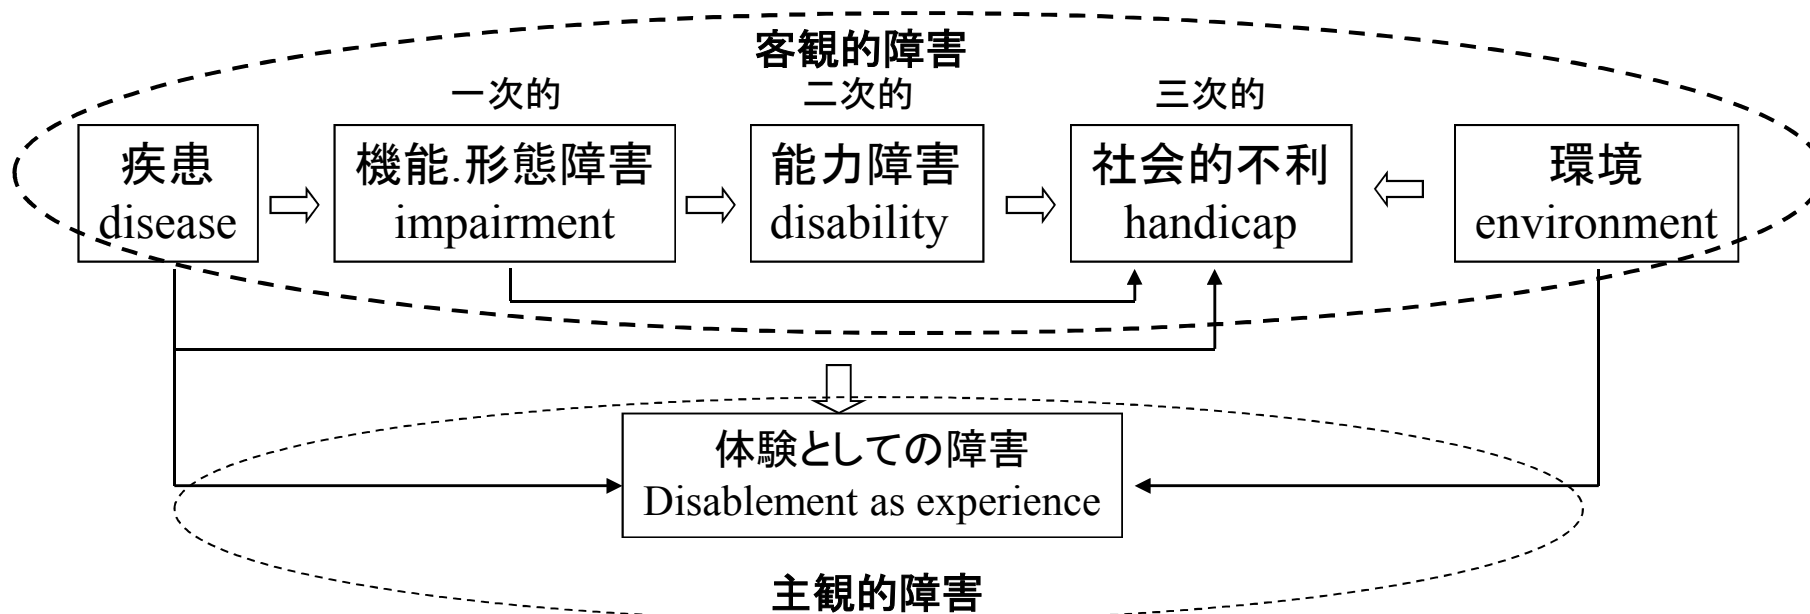 客観的障害
一次的
二次的
三次的
疾患
disease
機能.形態障害
impairment
能力障害
disability
社会的不利
handicap
環境
environment
体験としての障害
Disablement as experience
主観的障害